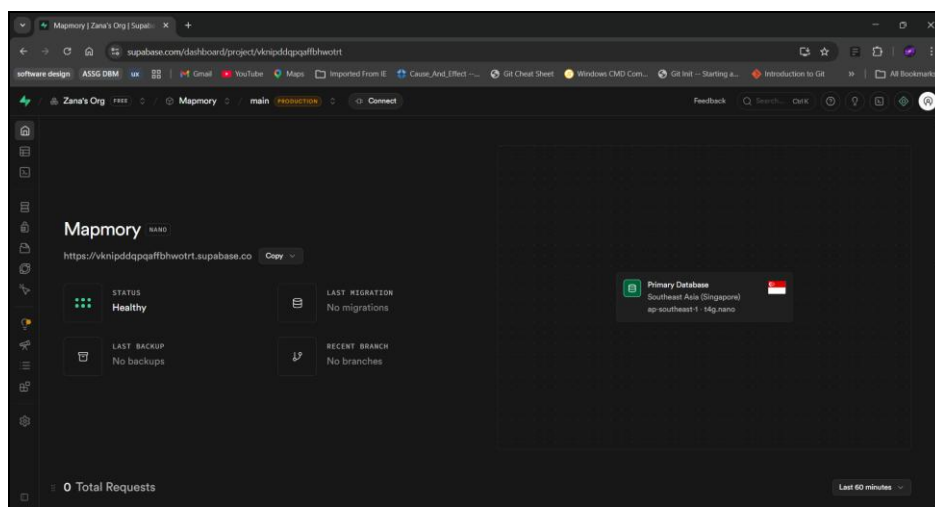 Mapmory | Zana's Org | Supab
supabase.com/dashboard/project/vknipddqpqaffbhwotrt
software design ASSG DBM ux Gmail YouTube Maps Imported From IE Cause_And_Effect --... Git Cheat Sheet Windows CMD Com... Git Init -- Starting a... Introduction to Git » All Bookmarks
Zana's Org FREE / Mapmory / main PRODUCTION Connect Feedback Search... Ctrl K
Mapmory NANO
https://vknipddqpqaffbhwotrt.supabase.co Copy
STATUS
Healthy
LAST MIGRATION
No migrations
LAST BACKUP
No backups
RECENT BRANCH
No branches
Primary Database
Southeast Asia (Singapore)
ap-southeast-1 · t4g.nano
0 Total Requests
Last 60 minutes